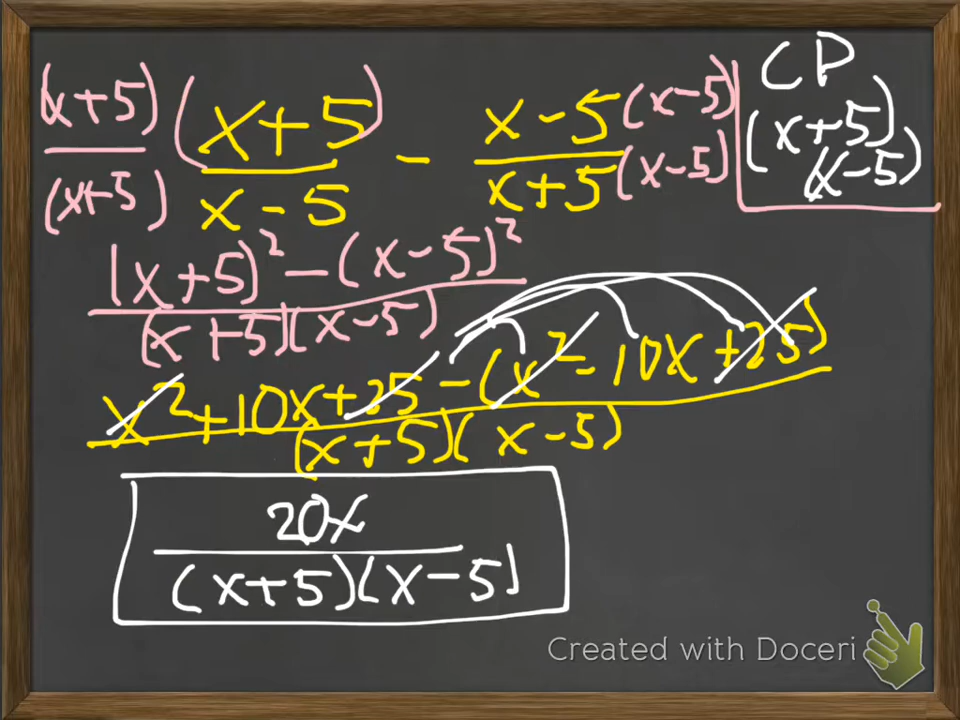 (x+5)/(x+5) (x+5)/(x-5) - (x-5)/(x+5) (x-5)/(x-5)
CP
(x+5)
(x-5)
(x+5)² - (x-5)²
(x+5)(x-5)
x²+10x+25-(x²-10x+25)
(x+5)(x-5)
20x
(x+5)(x-5)
Created with Doceri